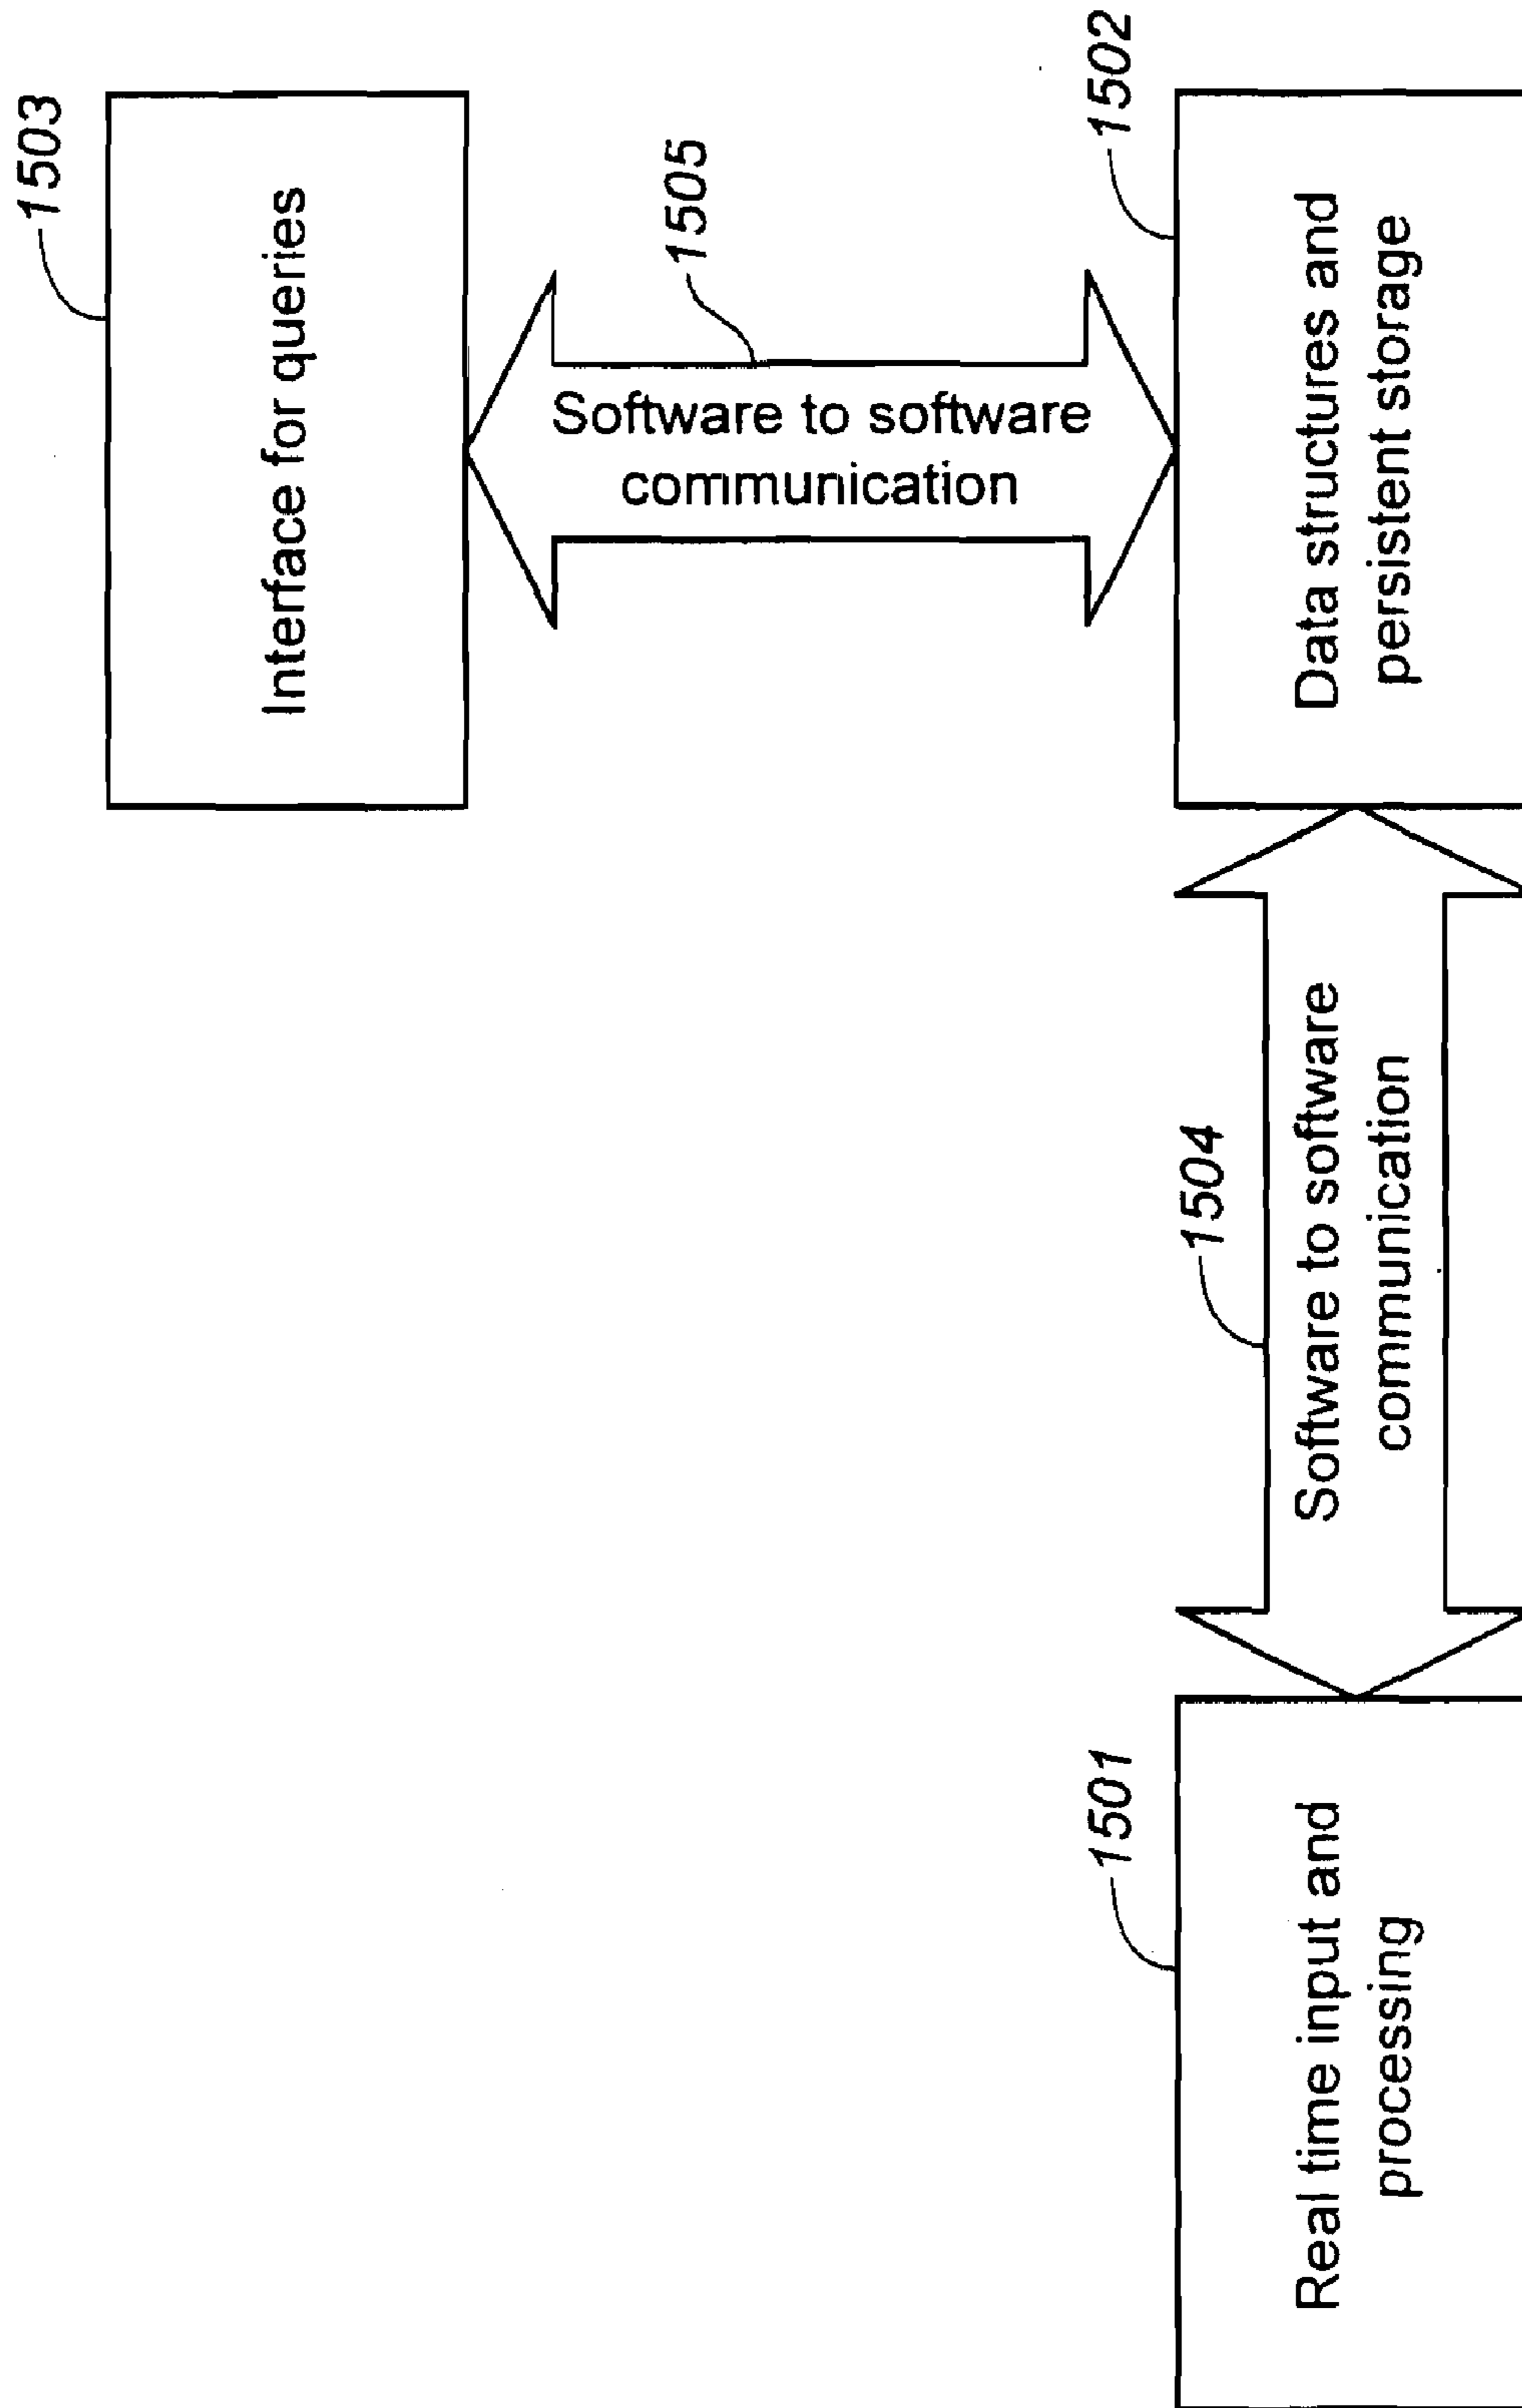 1503
Interface for queries
1505
Software to software
communication
1502
Data structures and
persistent storage
1504
Software to software
communication
1501
Real time input and
processing